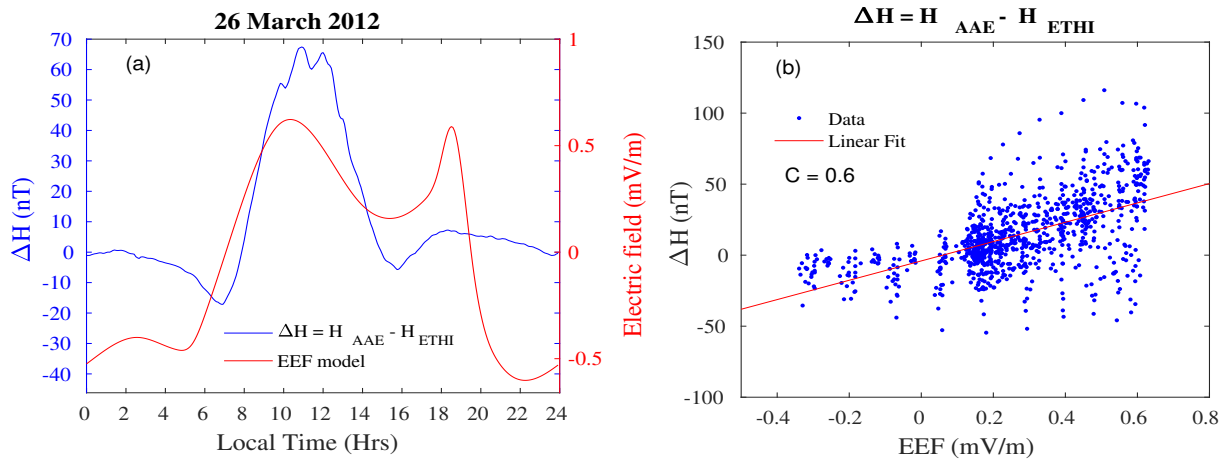 26 March 2012
(a)
70
60
50
40
30
20
10
0
-10
-20
-30
-40
ΔH (nT)
1
0.5
0
-0.5
Electric field (mV/m)
ΔH = H AAE - H ETHI
EEF model
0 2 4 6 8 10 12 14 16 18 20 22 24
Local Time (Hrs)
ΔH = H AAE - H ETHI
(b)
150
100
50
0
-50
-100
ΔH (nT)
Data
Linear Fit
C = 0.6
-0.4 -0.2 0 0.2 0.4 0.6 0.8
EEF (mV/m)